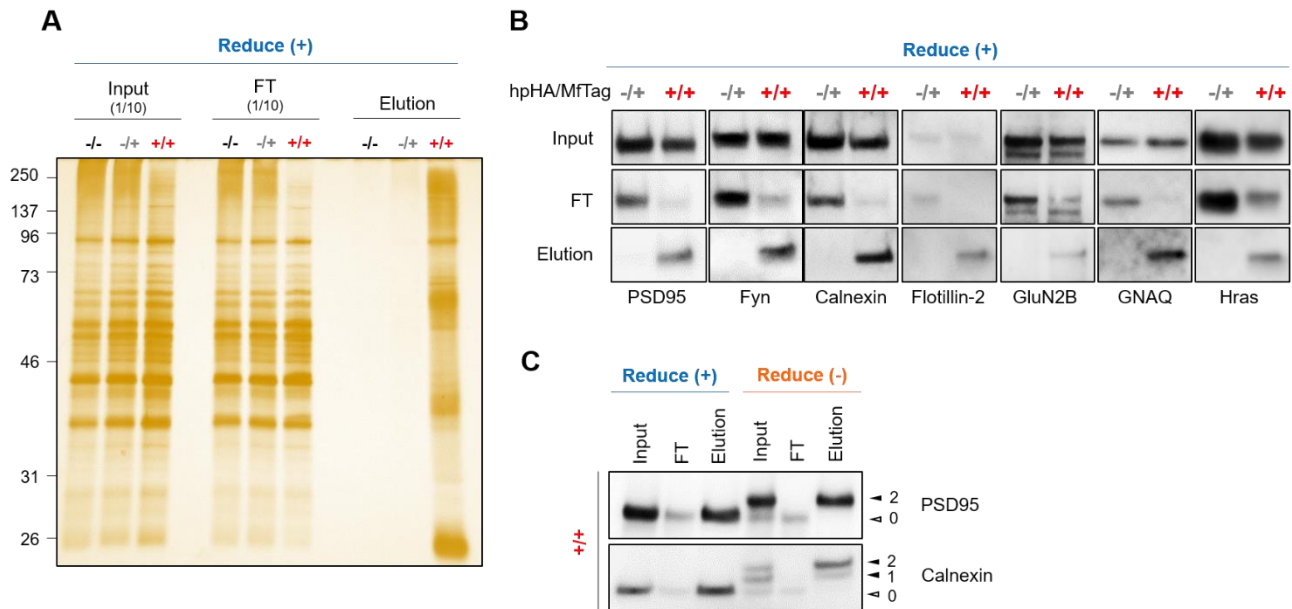 A
Reduce (+)
Input
(1/10)
FT
(1/10)
Elution
-/- -/+ +/+ -/- -/+ +/+ -/- -/+ +/+
250
137
96
73
46
31
26
B
Reduce (+)
hpHA/MfTag -/+ +/+ -/+ +/+ -/+ +/+ -/+ +/+ -/+ +/+ -/+ +/+ -/+ +/+
Input
FT
Elution
PSD95 Fyn Calnexin Flotillin-2 GluN2B GNAQ Hras
C
Reduce (+) Reduce (-)
Input FT Elution Input FT Elution
+/+
2
0
PSD95
2
1
0
Calnexin